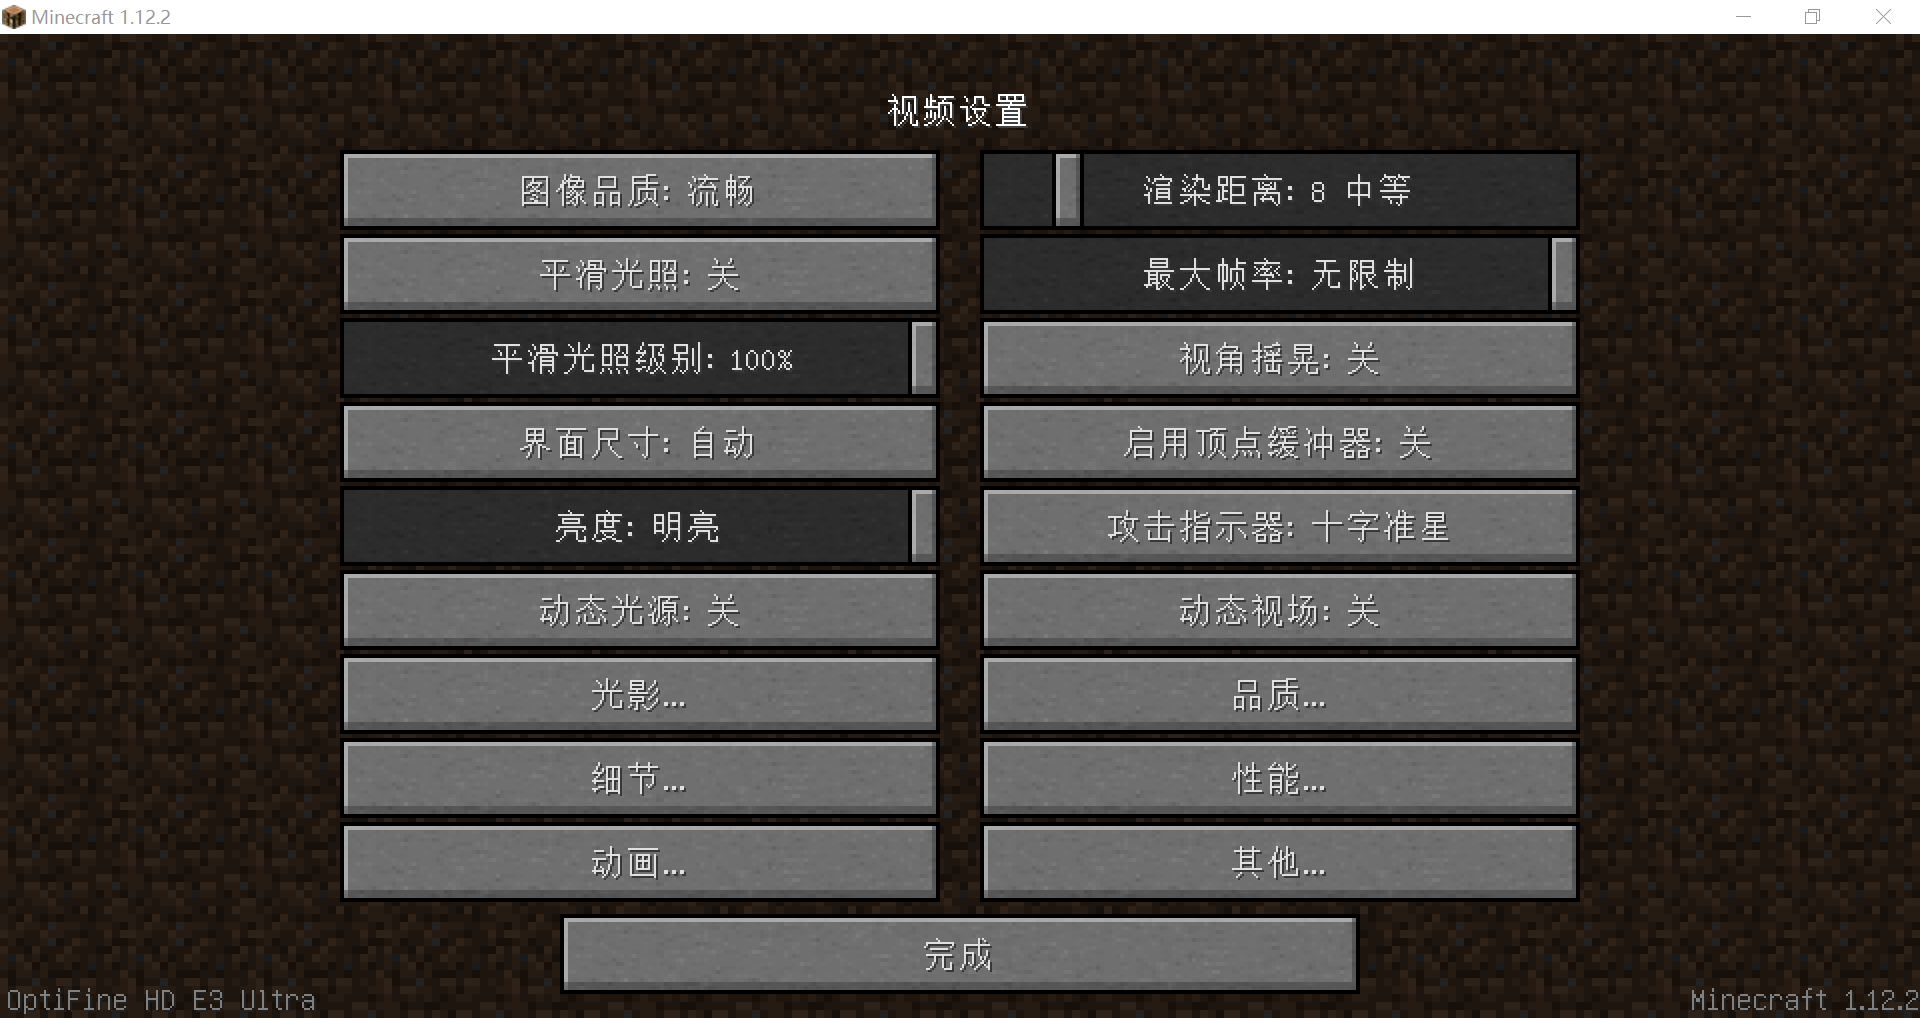 Minecraft 1.12.2
视频设置
图像品质: 流畅
渲染距离: 8 中等
平滑光照: 关
最大帧率: 无限制
平滑光照级别: 100%
视角摇晃: 关
界面尺寸: 自动
启用顶点缓冲器: 关
亮度: 明亮
攻击指示器: 十字准星
动态光源: 关
动态视场: 关
光影...
品质...
细节...
性能...
动画...
其他...
完成
OptiFine HD E3 Ultra
Minecraft 1.12.2